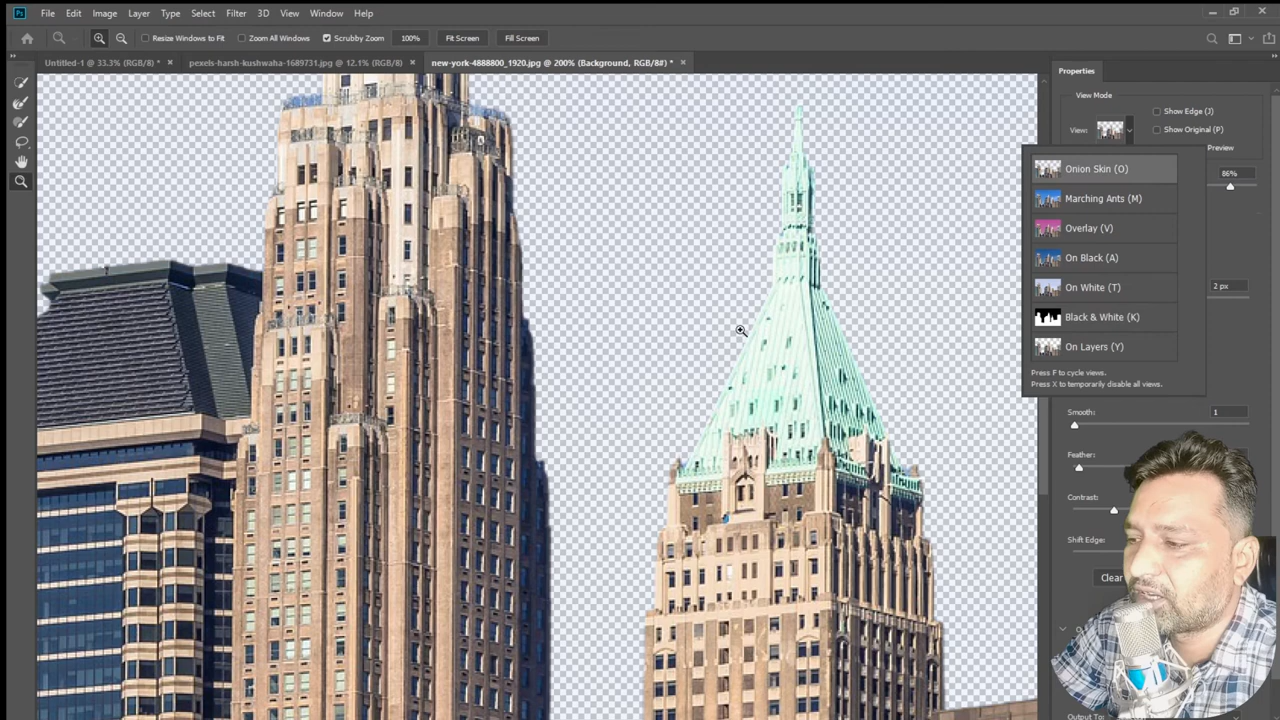 Ps File Edit Image Layer Type Select Filter 3D View Window Help
Resize Windows to Fit Zoom All Windows Scrubby Zoom 100% Fit Screen Fill Screen
Untitled-1 @ 33.3% (RGB/8) * × pexels-harsh-kushwaha-1689731.jpg @ 12.1% (RGB/8) × new-york-4888800_1920.jpg @ 200% (Background, RGB/8#) * ×
Properties
View Mode
Show Edge (J)
View: Show Original (P)
Preview
Onion Skin (O) 86%
Marching Ants (M)
Overlay (V)
On Black (A)
On White (T) 2 px
Black & White (K)
On Layers (Y)
Press F to cycle views.
Press X to temporarily disable all views.
Smooth: 1
Feather:
Contrast:
Shift Edge:
Clear
Output To: